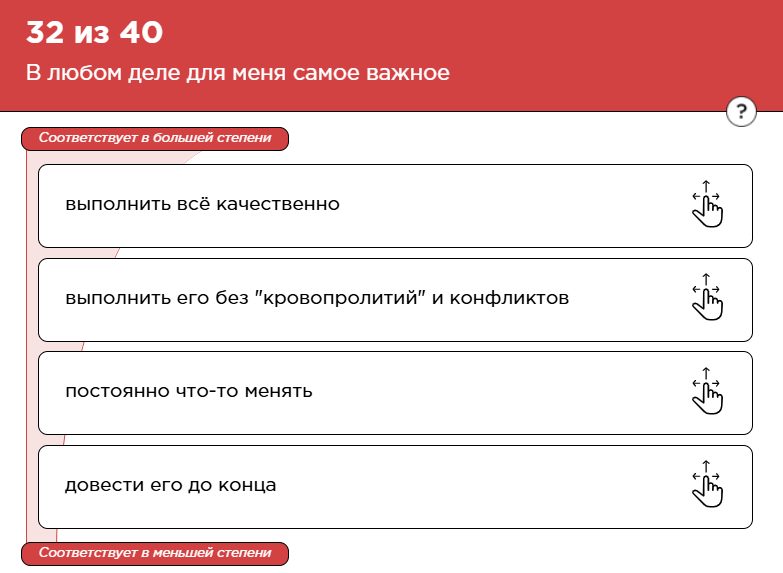 32 из 40
В любом деле для меня самое важное
?
Соответствует в большей степени
выполнить всё качественно
выполнить его без "кровопролитий" и конфликтов
постоянно что-то менять
довести его до конца
Соответствует в меньшей степени